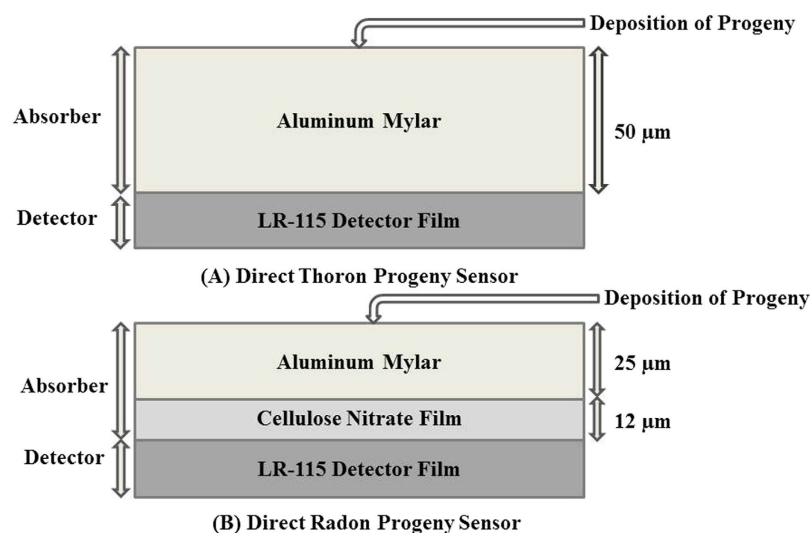 Deposition of Progeny
Absorber
Aluminum Mylar
50 µm
Detector
LR-115 Detector Film
(A) Direct Thoron Progeny Sensor
Deposition of Progeny
Aluminum Mylar
25 µm
Absorber
Cellulose Nitrate Film
12 µm
Detector
LR-115 Detector Film
(B) Direct Radon Progeny Sensor